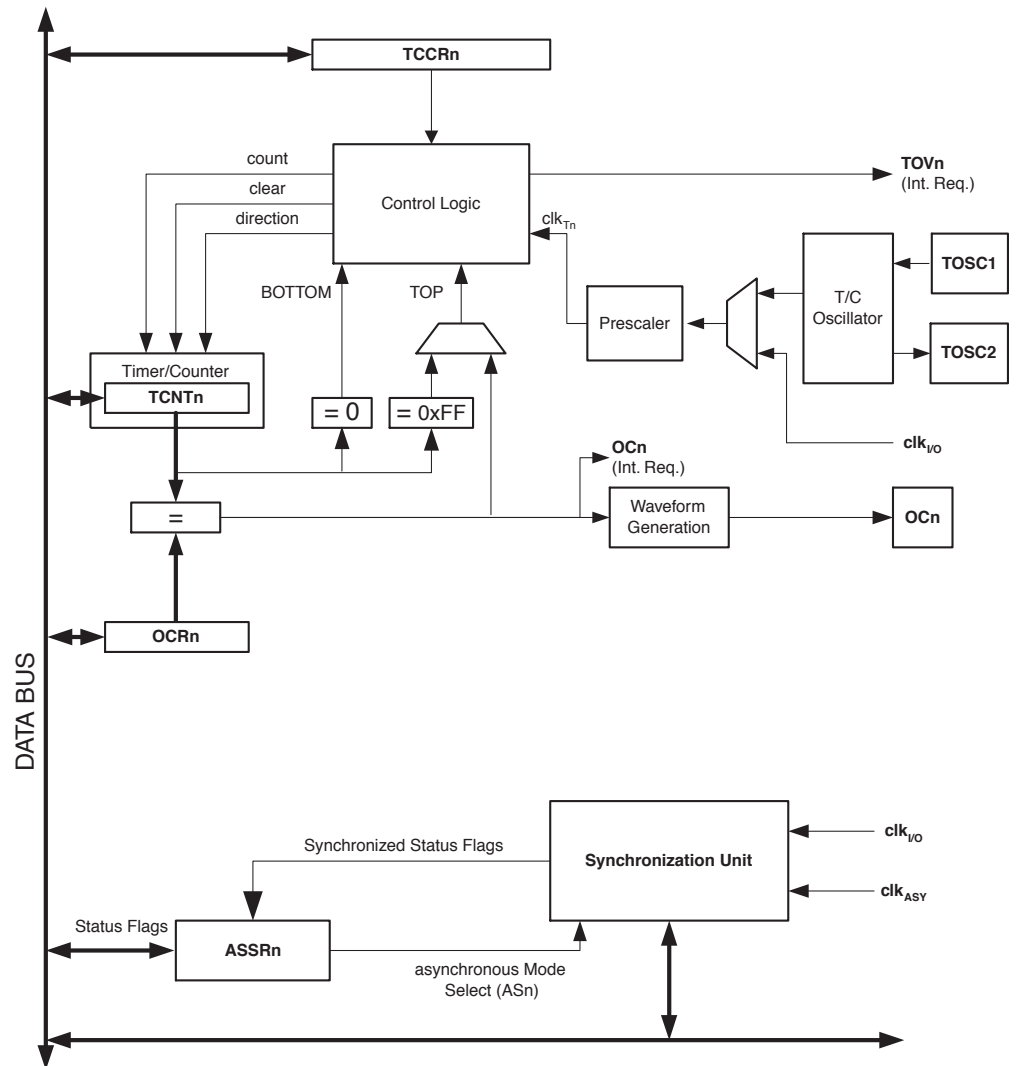 TCCRn
count
clear
direction
Control Logic
TOVn
(Int. Req.)
clkTn
BOTTOM
TOP
Prescaler
T/C
Oscillator
TOSC1
TOSC2
Timer/Counter
TCNTn
= 0
= 0xFF
clkI/O
OCn
(Int. Req.)
=
Waveform
Generation
OCn
OCRn
DATA BUS
Synchronized Status Flags
Synchronization Unit
clkI/O
clkASY
Status Flags
ASSRn
asynchronous Mode
Select (ASn)